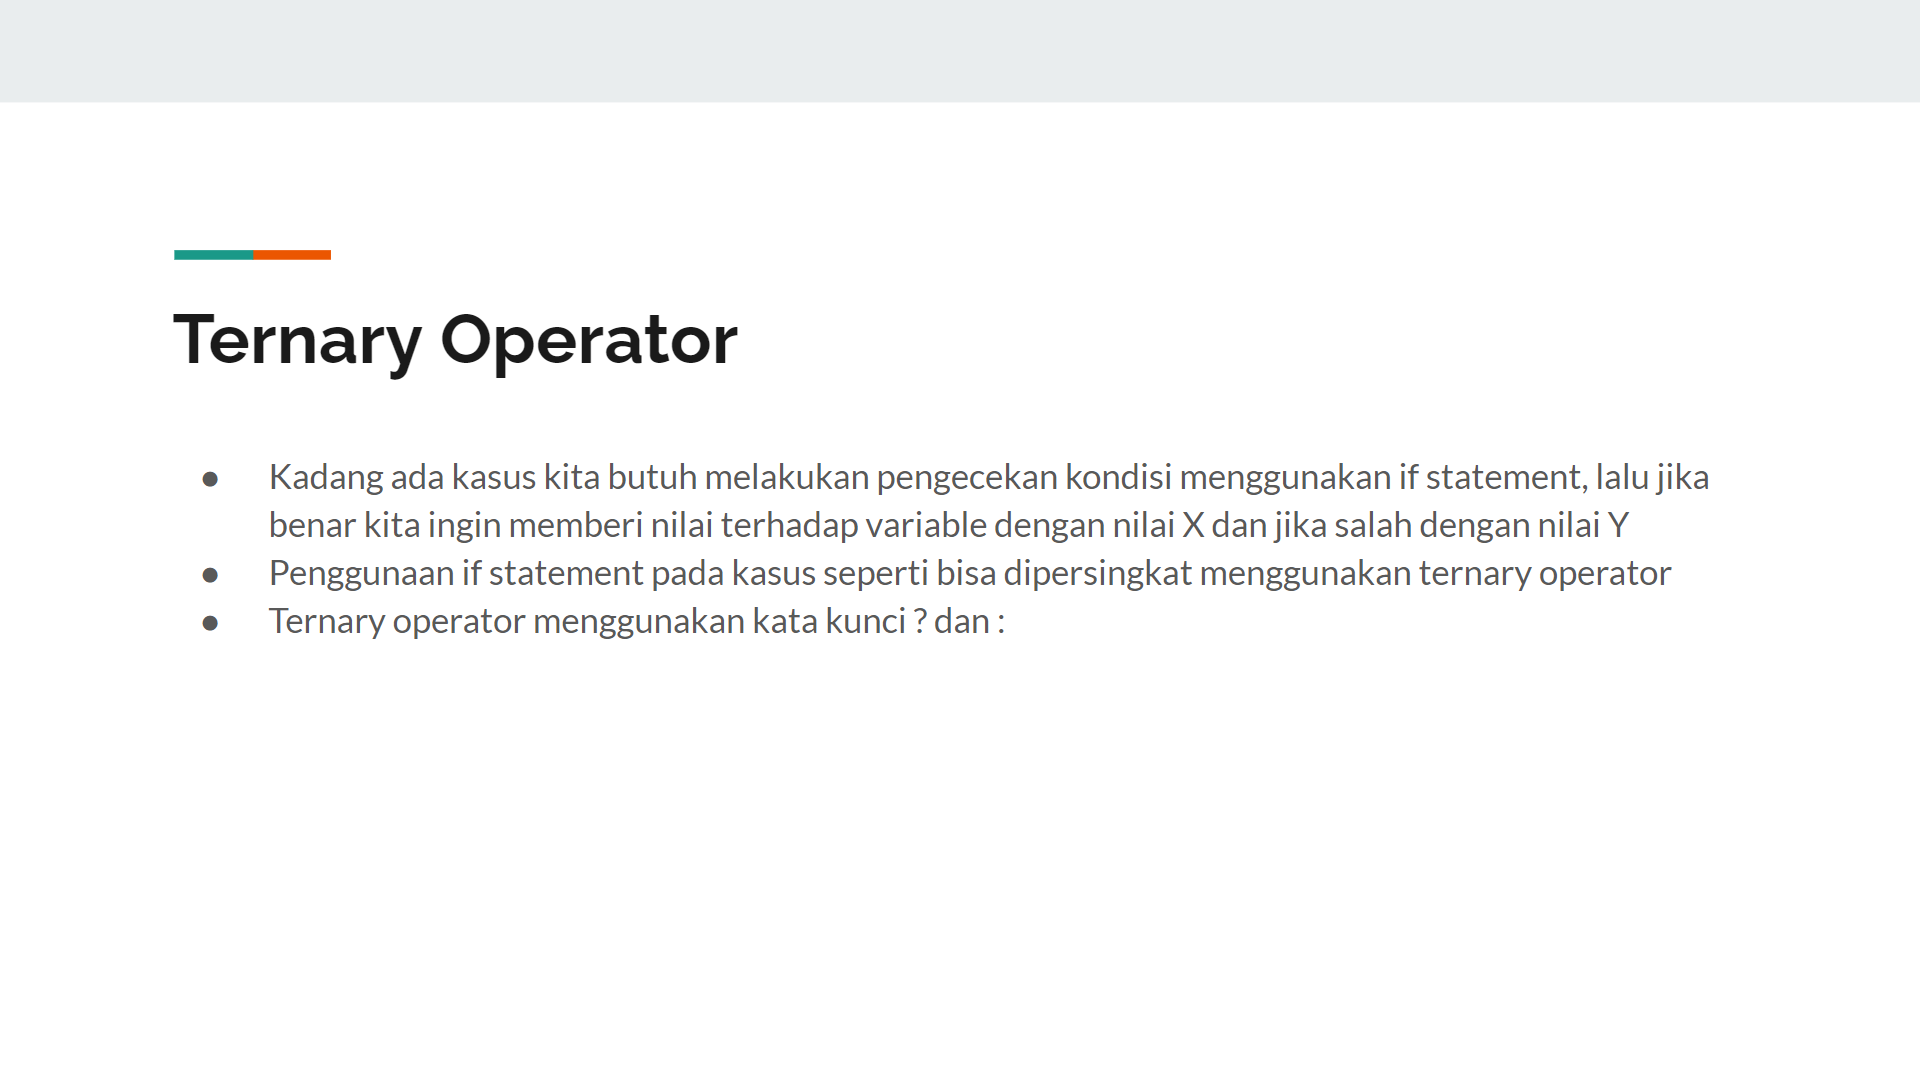 Ternary Operator
● Kadang ada kasus kita butuh melakukan pengecekan kondisi menggunakan if statement, lalu jika
benar kita ingin memberi nilai terhadap variable dengan nilai X dan jika salah dengan nilai Y
● Penggunaan if statement pada kasus seperti bisa dipersingkat menggunakan ternary operator
● Ternary operator menggunakan kata kunci ? dan :